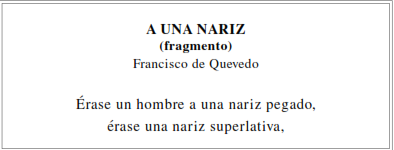 A UNA NARIZ
(fragmento)
Francisco de Quevedo
Érase un hombre a una nariz pegado,
érase una nariz superlativa,